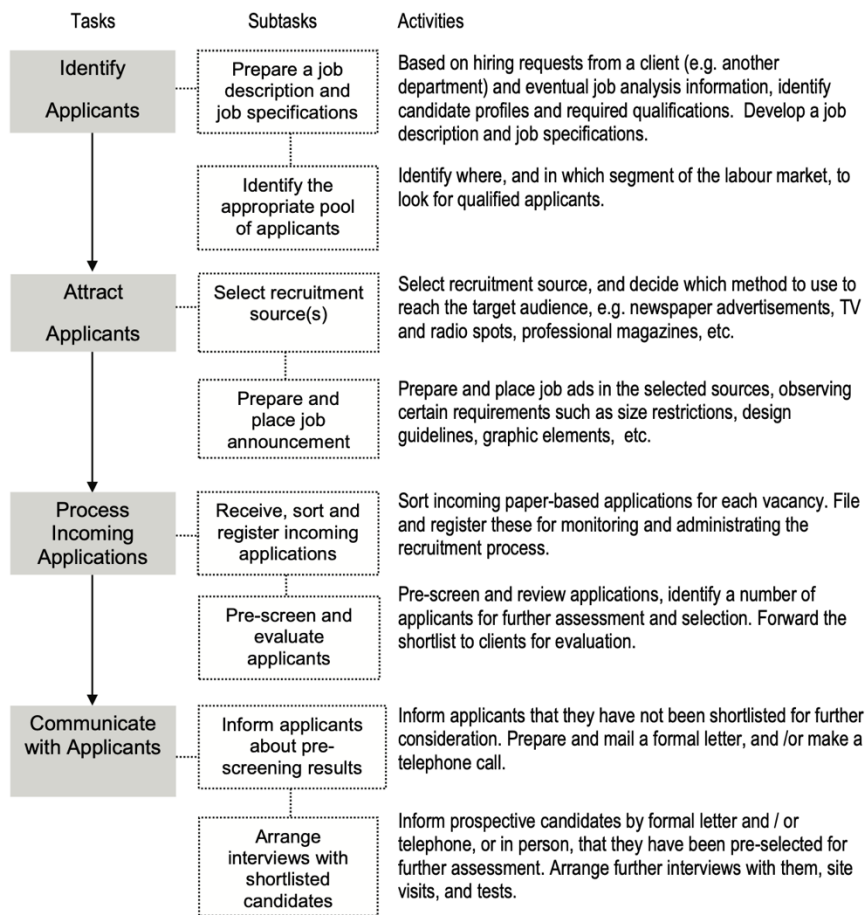 Tasks
Subtasks
Activities
Identify
Applicants
Prepare a job
description and
job specifications
Based on hiring requests from a client (e.g. another
department) and eventual job analysis information, identify
candidate profiles and required qualifications.  Develop a job
description and job specifications.
Identify the
appropriate pool
of applicants
Identify where, and in which segment of the labour market, to
look for qualified applicants.
Attract
Applicants
Select recruitment
source(s)
Select recruitment source, and decide which method to use to
reach the target audience, e.g. newspaper advertisements, TV
and radio spots, professional magazines, etc.
Prepare and
place job
announcement
Prepare and place job ads in the selected sources, observing
certain requirements such as size restrictions, design
guidelines, graphic elements,  etc.
Process
Incoming
Applications
Receive, sort and
register incoming
applications
Sort incoming paper-based applications for each vacancy. File
and register these for monitoring and administrating the
recruitment process.
Pre-screen and
evaluate
applicants
Pre-screen and review applications, identify a number of
applicants for further assessment and selection. Forward the
shortlist to clients for evaluation.
Communicate
with Applicants
Inform applicants
about pre-
screening results
Inform applicants that they have not been shortlisted for further
consideration. Prepare and mail a formal letter, and /or make a
telephone call.
Arrange
interviews with
shortlisted
candidates
Inform prospective candidates by formal letter and / or
telephone, or in person, that they have been pre-selected for
further assessment. Arrange further interviews with them, site
visits, and tests.